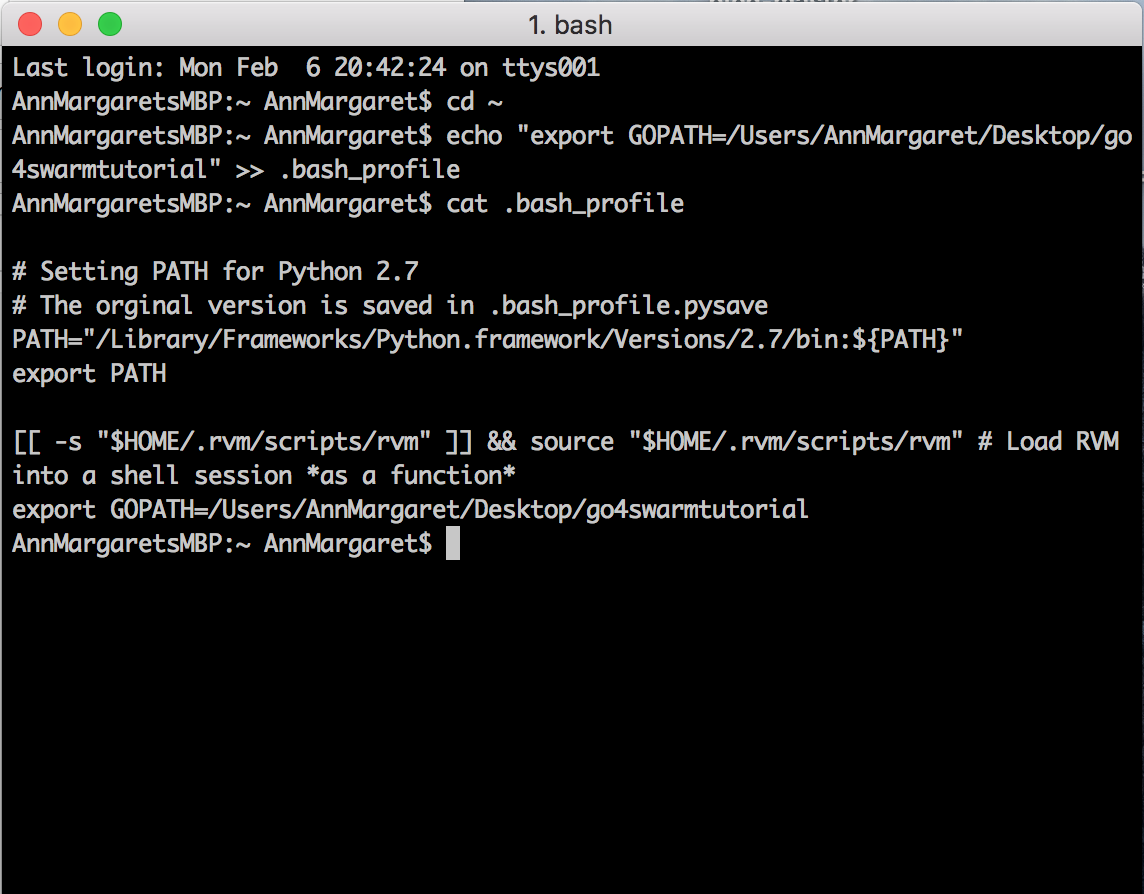 1. bash
Last login: Mon Feb  6 20:42:24 on ttys001
AnnMargaretsMBP:~ AnnMargaret$ cd ~
AnnMargaretsMBP:~ AnnMargaret$ echo "export GOPATH=/Users/AnnMargaret/Desktop/go
4swarmtutorial" >> .bash_profile
AnnMargaretsMBP:~ AnnMargaret$ cat .bash_profile
# Setting PATH for Python 2.7
# The orginal version is saved in .bash_profile.pysave
PATH="/Library/Frameworks/Python.framework/Versions/2.7/bin:${PATH}"
export PATH
[[ -s "$HOME/.rvm/scripts/rvm" ]] && source "$HOME/.rvm/scripts/rvm" # Load RVM
into a shell session *as a function*
export GOPATH=/Users/AnnMargaret/Desktop/go4swarmtutorial
AnnMargaretsMBP:~ AnnMargaret$